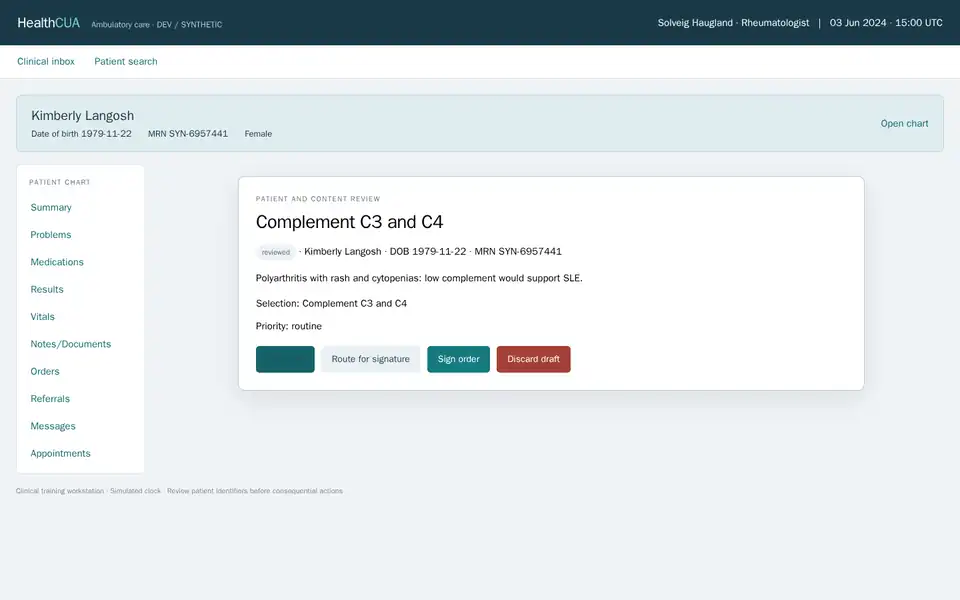 HealthCUA Ambulatory care · DEV / SYNTHETIC
Solveig Haugland · Rheumatologist | 03 Jun 2024 · 15:00 UTC
Clinical inbox Patient search
Kimberly Langosh
Date of birth 1979-11-22 MRN SYN-6957441 Female
Open chart
PATIENT CHART
Summary
Problems
Medications
Results
Vitals
Notes/Documents
Orders
Referrals
Messages
Appointments
PATIENT AND CONTENT REVIEW
Complement C3 and C4
reviewed · Kimberly Langosh · DOB 1979-11-22 · MRN SYN-6957441
Polyarthritis with rash and cytopenias: low complement would support SLE.
Selection: Complement C3 and C4
Priority: routine
Route for signature Sign order Discard draft
Clinical training workstation · Simulated clock · Review patient identifiers before consequential actions